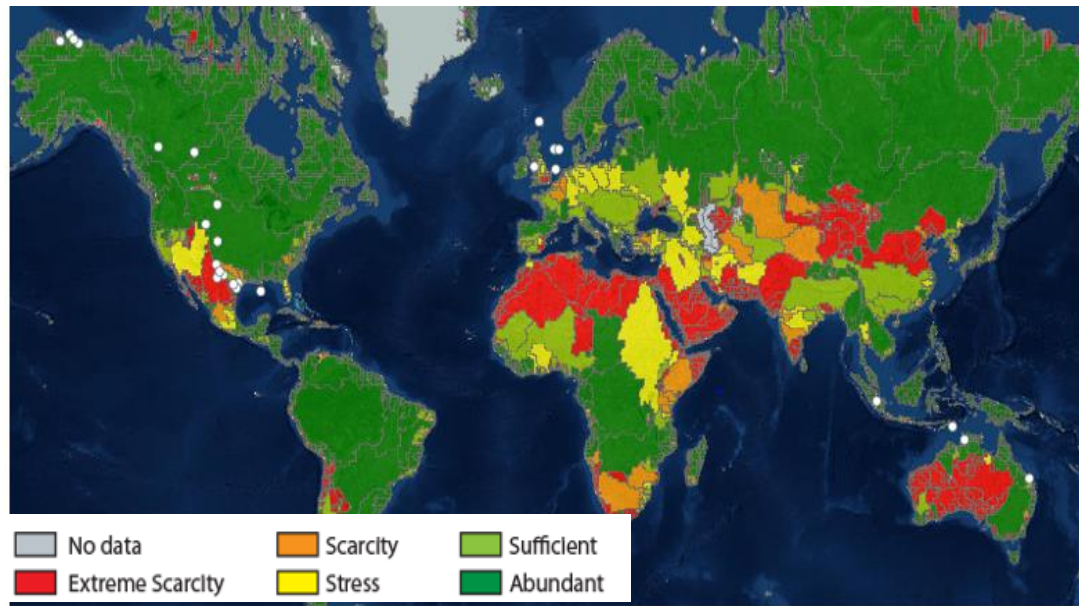 No data
Scarcity
Sufficient
Extreme Scarcity
Stress
Abundant